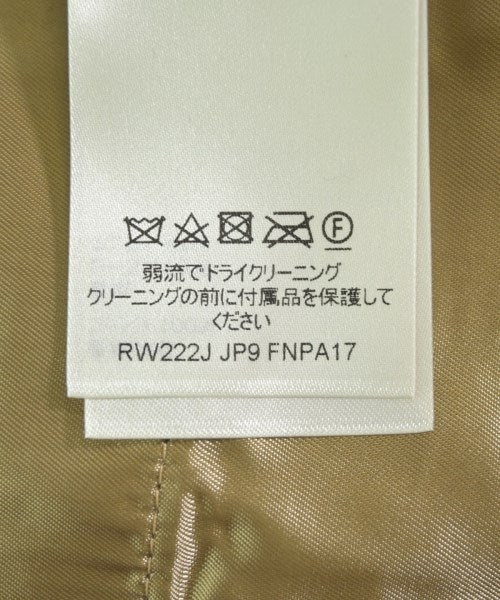 F
弱流でドライクリーニング
クリーニングの前に付属品を保護して
ください
RW222J JP9 FNPA17